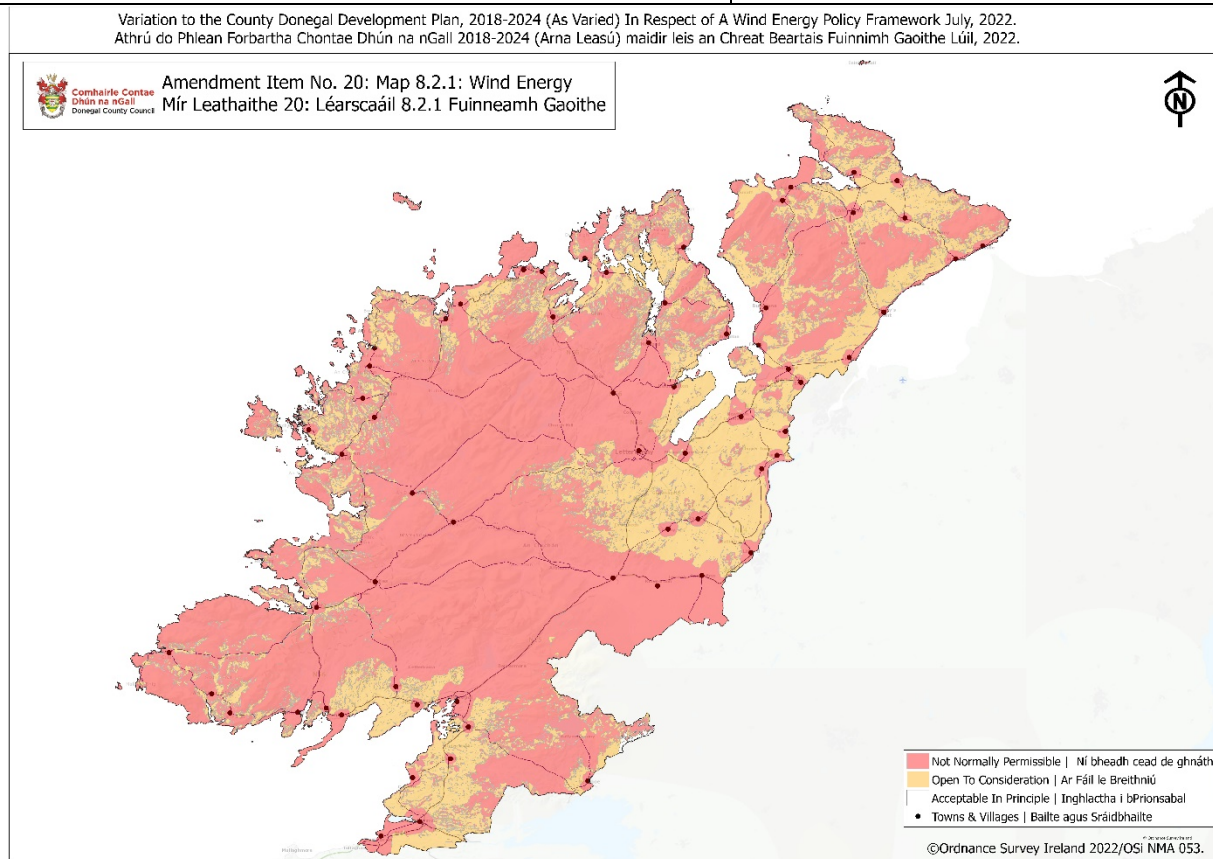 Variation to the County Donegal Development Plan, 2018-2024 (As Varied) In Respect of A Wind Energy Policy Framework July, 2022.
Athrú do Phlean Forbartha Chontae Dhún na nGall 2018-2024 (Arna Leasú) maidir leis an Chreat Beartais Fuinnimh Gaoithe Lúil, 2022.
Comhairle Contae
Dhún na nGall
Donegal County Council
Amendment Item No. 20: Map 8.2.1: Wind Energy
Mír Leathaithe 20: Léarscaáil 8.2.1 Fuinneamh Gaoithe
N
Not Normally Permissible | Ní bheadh cead de ghnáth
Open To Consideration | Ar Fáil le Breithniú
Acceptable In Principle | Inghlactha i bPrionsabal
Towns & Villages | Bailte agus Sráidbhailte
© Ordnance Survey Ireland
©Ordnance Survey Ireland 2022/OSi NMA 053.